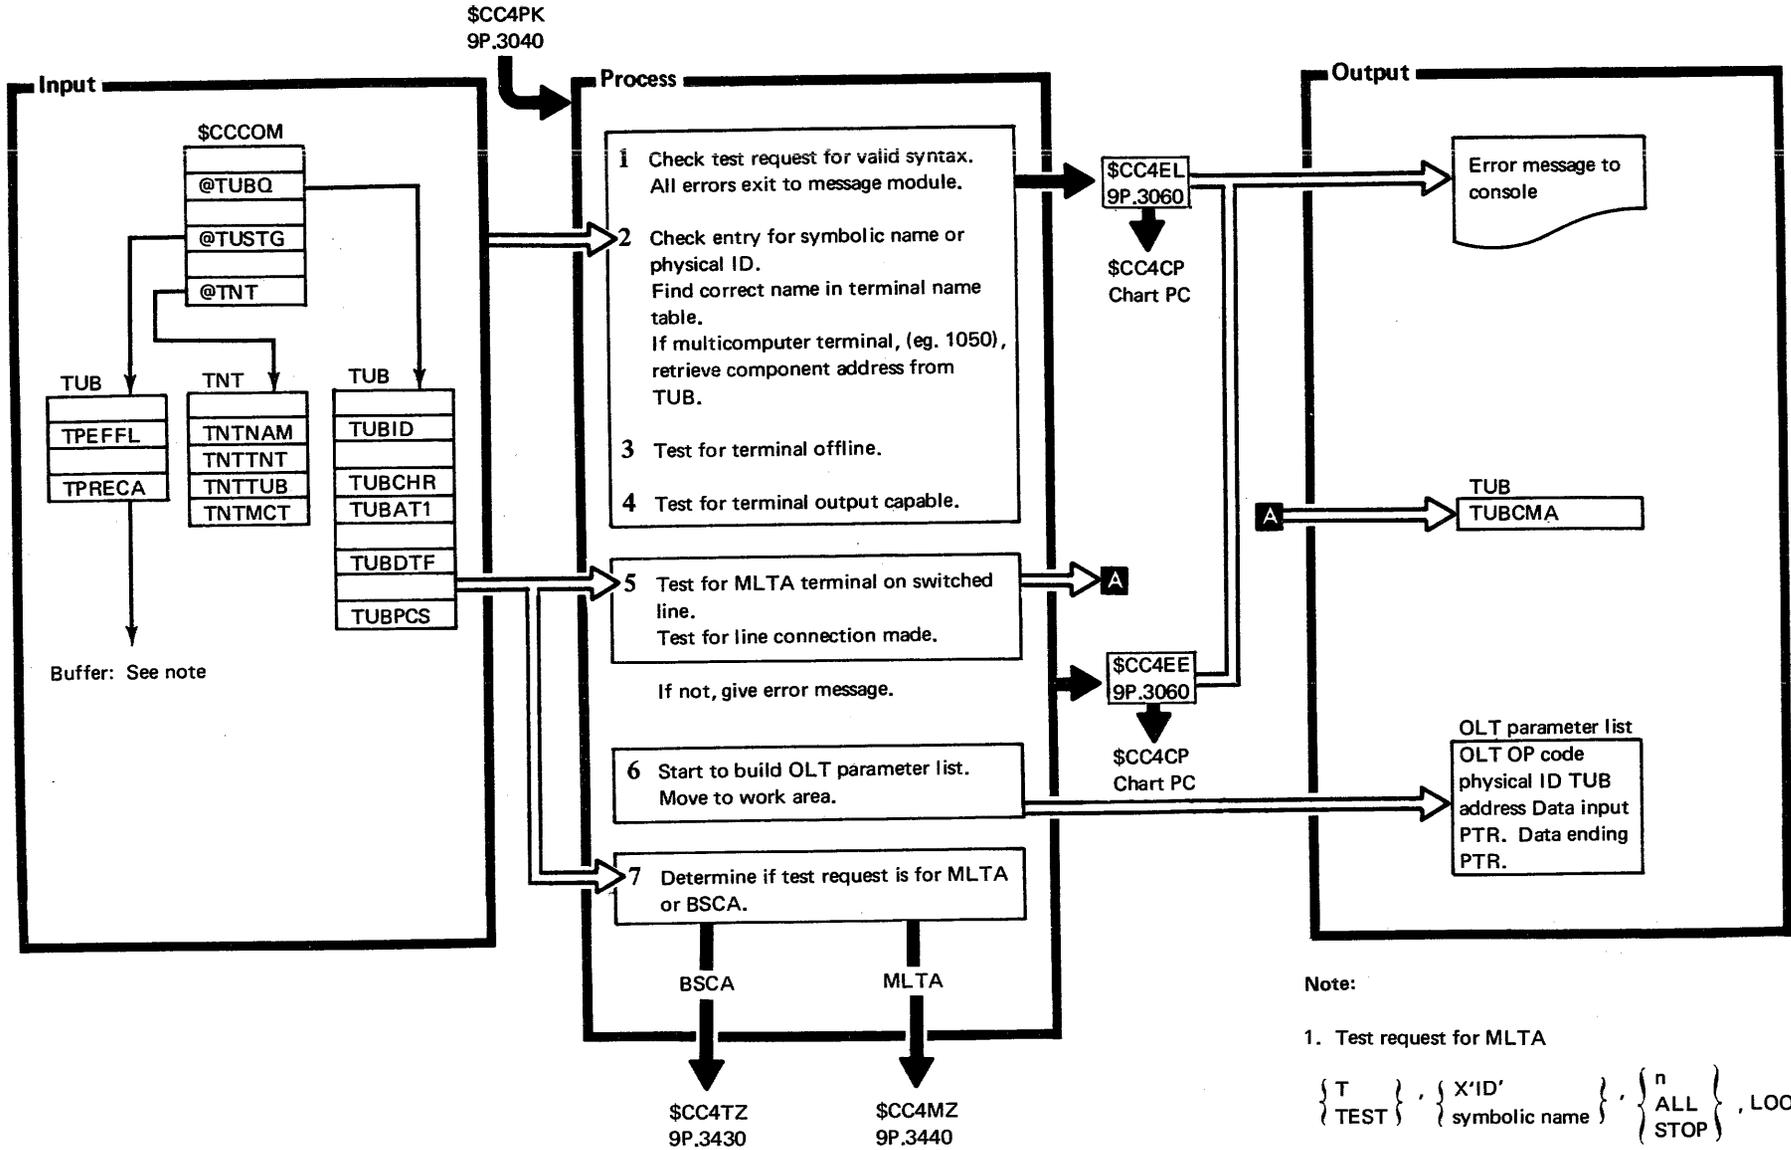 $CC4PK
9P.3040
Input
Process
Output
$CCCOM
@TUBQ
@TUSTG
@TNT
TUB
TPEFFL
TPRECA
TNT
TNTNAM
TNTTNT
TNTTUB
TNTMCT
TUB
TUBID
TUBCHR
TUBAT1
TUBDTF
TUBPCS
Buffer: See note
1 Check test request for valid syntax.
All errors exit to message module.
2 Check entry for symbolic name or
physical ID.
Find correct name in terminal name
table.
If multicomputer terminal, (eg. 1050),
retrieve component address from
TUB.
3 Test for terminal offline.
4 Test for terminal output capable.
5 Test for MLTA terminal on switched
line.
Test for line connection made.
If not, give error message.
6 Start to build OLT parameter list.
Move to work area.
7 Determine if test request is for MLTA
or BSCA.
BSCA
MLTA
$CC4TZ
9P.3430
$CC4MZ
9P.3440
$CC4EL
9P.3060
$CC4CP
Chart PC
A
$CC4EE
9P.3060
$CC4CP
Chart PC
Error message to
console
A
TUB
TUBCMA
OLT parameter list
OLT OP code
physical ID TUB
address Data input
PTR. Data ending
PTR.
Note:
1. Test request for MLTA
{ T TEST } , { X'ID' symbolic name } , { n ALL STOP } , LOO